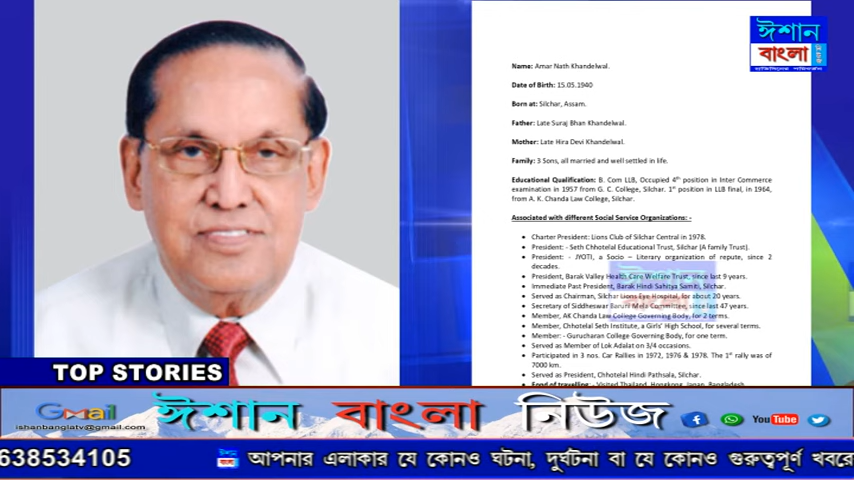 ঈশান
বাংলা
Name: Amar Nath Khandelwal.
Date of Birth: 15.05.1940
Born at: Silchar, Assam.
Father: Late Suraj Bhan Khandelwal.
Mother: Late Hira Devi Khandelwal.
Family: 3 Sons, all married and well settled in life.
Educational Qualification: B. Com LLB, Occupied 4th position in Inter Commerce
examination in 1957 from G. C. College, Silchar. 1st position in LLB final, in 1964,
from A. K. Chanda Law College, Silchar.
Associated with different Social Service Organizations: -
• Charter President: Lions Club of Silchar Central in 1978.
• President: - Seth Chhotelal Educational Trust, Silchar (A family Trust).
• President: - JYOTI, a Socio – Literary organization of repute, since 2
decades.
• President, Barak Valley Health Care Welfare Trust, since last 9 years.
• Immediate Past President, Barak Hindi Sahitya Samiti, Silchar.
• Served as Chairman, Silchar Lions Eye Hospital, for about 20 years.
• Secretary of Siddheswar Baruni Mela Committee, since last 47 years.
• Member, AK Chanda Law College Governing Body, for 2 terms.
• Member, Chhotelal Seth Institute, a Girls' High School, for several terms.
• Member: - Gurucharan College Governing Body, for one term.
• Served as Member of Lok Adalat on 3/4 occasions.
• Participated in 3 nos. Car Rallies in 1972, 1976 & 1978. The 1st rally was of
7000 km.
• Served as President, Chhotelal Hindi Pathsala, Silchar.
• Fond of travelling: - Visited Thailand, Hongkong, Japan, Bangladesh
TOP STORIES
Gmail
ishanbanglatv@gmail.com
ঈশান বাংলা নিউজ
YouTube
638534105
আপনার এলাকার যে কোনও ঘটনা, দুর্ঘটনা বা যে কোনও গুরুত্বপূর্ণ খবরে